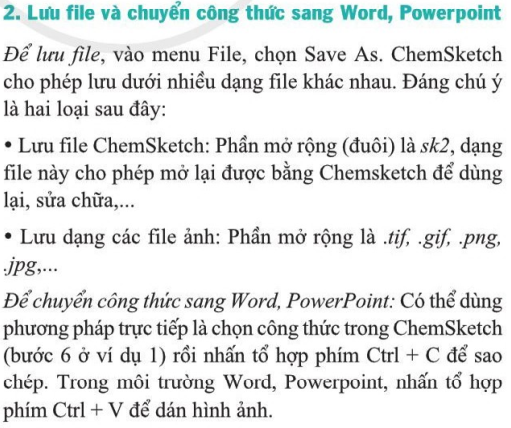 2. Lưu file và chuyển công thức sang Word, Powerpoint
Để lưu file, vào menu File, chọn Save As. ChemSketch
cho phép lưu dưới nhiều dạng file khác nhau. Đáng chú ý
là hai loại sau đây:
• Lưu file ChemSketch: Phần mở rộng (đuôi) là sk2, dạng
file này cho phép mở lại được bằng Chemsketch để dùng
lại, sửa chữa,...
• Lưu dạng các file ảnh: Phần mở rộng là .tif, .gif, .png,
.jpg,...
Để chuyển công thức sang Word, PowerPoint: Có thể dùng
phương pháp trực tiếp là chọn công thức trong ChemSketch
(bước 6 ở ví dụ 1) rồi nhấn tổ hợp phím Ctrl + C để sao
chép. Trong môi trường Word, Powerpoint, nhấn tổ hợp
phím Ctrl + V để dán hình ảnh.